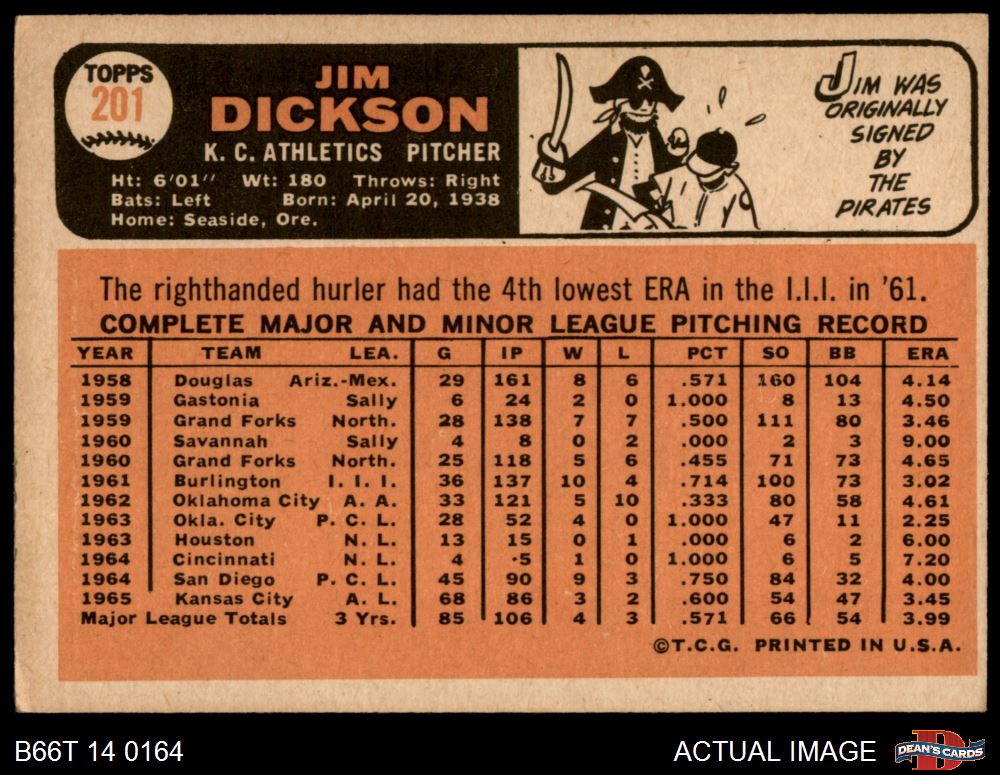 TOPPS
201
JIM
DICKSON
K. C. ATHLETICS PITCHER
Ht: 6'01" Wt: 180 Throws: Right
Bats: Left Born: April 20, 1938
Home: Seaside, Ore.
JIM WAS
ORIGINALLY
SIGNED
BY
THE
PIRATES
The righthanded hurler had the 4th lowest ERA in the I.I.I. in '61.
COMPLETE MAJOR AND MINOR LEAGUE PITCHING RECORD
YEAR TEAM LEA. G IP W L PCT SO BB ERA
1958 Douglas Ariz.-Mex. 29 161 8 6 .571 160 104 4.14
1959 Gastonia Sally 6 24 2 0 1.000 8 13 4.50
1959 Grand Forks North. 28 138 7 7 .500 111 80 3.46
1960 Savannah Sally 4 8 0 2 .000 2 3 9.00
1960 Grand Forks North. 25 118 5 6 .455 71 73 4.65
1961 Burlington I. I. I. 36 137 10 4 .714 100 73 3.02
1962 Oklahoma City A. A. 33 121 5 10 .333 80 58 4.61
1963 Okla. City P. C. L. 28 52 4 0 1.000 47 11 2.25
1963 Houston N. L. 13 15 0 1 .000 6 2 6.00
1964 Cincinnati N. L. 4 5 1 0 1.000 6 5 7.20
1964 San Diego P. C. L. 45 90 9 3 .750 84 32 4.00
1965 Kansas City A. L. 68 86 3 2 .600 54 47 3.45
Major League Totals 3 Yrs. 85 106 4 3 .571 66 54 3.99
©T.C.G. PRINTED IN U.S.A.
B66T 14 0164
ACTUAL IMAGE
D
DEAN'S CARDS